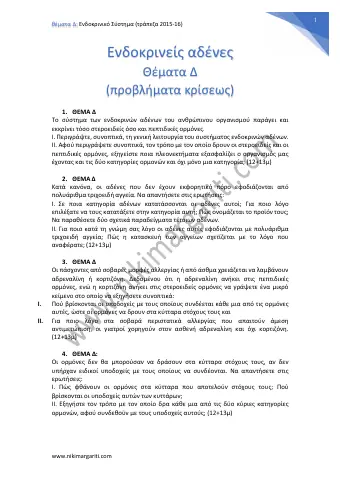 Θέματα Δ: Ενδοκρινικό Σύστημα (τράπεζα 2015-16)
1
Ενδοκρινείς αδένες
Θέματα Δ
(προβλήματα κρίσεως)
1. ΘΕΜΑ Δ
Το σύστημα των ενδοκρινών αδένων του ανθρώπινου οργανισμού παράγει και
εκκρίνει τόσο στεροειδείς όσο και πεπτιδικές ορμόνες.
Ι. Περιγράψτε, συνοπτικά, τη γενική λειτουργία του συστήματος ενδοκρινών αδένων.
ΙΙ. Αφού περιγράψετε συνοπτικά, τον τρόπο με τον οποίο δρουν οι στεροειδείς και οι
πεπτιδικές ορμόνες, εξηγείστε ποια πλεονεκτήματα εξασφαλίζει ο οργανισμός μας
έχοντας και τις δύο κατηγορίες ορμονών και όχι μόνο μια κατηγορία; (12+13μ)
2. ΘΕΜΑ Δ
Κατά κανόνα, οι αδένες που δεν έχουν εκφορητικό πόρο εφοδιάζονται από
πολυάριθμα τριχοειδή αγγεία. Να απαντήσετε στις ερωτήσεις:
Ι. Σε ποια κατηγορία αδένων κατατάσσονται οι αδένες αυτοί; Για ποιο λόγο
επιλέξατε να τους κατατάξετε στην κατηγορία αυτή; Πώς ονομάζεται το προϊόν τους;
Να παραθέσετε δύο σχετικά παραδείγματα τέτοιων αδένων.
ΙΙ. Για ποιο κατά τη γνώμη σας λόγο οι αδένες αυτές εφοδιάζονται με πολυάριθμα
τριχοειδή αγγεία; Πώς η κατασκευή των αγγείων σχετίζεται με το λόγο που
αναφέρατε; (12+13μ)
3. ΘΕΜΑ Δ
Οι πάσχοντες από σοβαρές μορφές αλλεργίας ή από άσθμα χρειάζεται να λαμβάνουν
αδρεναλίνη ή κορτιζόνη. Δεδομένου ότι η αδρεναλίνη ανήκει στις πεπτιδικές
ορμόνες, ενώ η κορτιζόνη ανήκει στις στεροειδείς ορμόνες να γράψετε ένα μικρό
κείμενο στο οποίο να εξηγήσετε συνοπτικά:
I. Πού βρίσκονται οι υποδοχείς με τους οποίους συνδέεται κάθε μια από τις ορμόνες
αυτές, ώστε οι ορμόνες να δρουν στα κύτταρα στόχους τους και
II. Για ποιο λόγο στα σοβαρά περιστατικά αλλεργίας που απαιτούν άμεση
αντιμετώπιση οι γιατροί χορηγούν στον ασθενή αδρεναλίνη και όχι κορτιζόνη.
(12+13μ)
4. ΘΕΜΑ Δ:
Οι ορμόνες δεν θα μπορούσαν να δράσουν στα κύτταρα στόχους τους, αν δεν
υπήρχαν ειδικοί υποδοχείς με τους οποίους να συνδέονται. Να απαντήσετε στις
ερωτήσεις:
Ι. Πώς φθάνουν οι ορμόνες στα κύτταρα που αποτελούν στόχους τους; Πού
βρίσκονται οι υποδοχείς αυτών των κυττάρων;
ΙΙ. Εξηγήστε τον τρόπο με τον οποίο δρα κάθε μια από τις δύο κύριες κατηγορίες
ορμονών, αφού συνδεθούν με τους υποδοχείς αυτούς; (12+13μ)
www.nikimargariti.com
www.nikimargariti.com